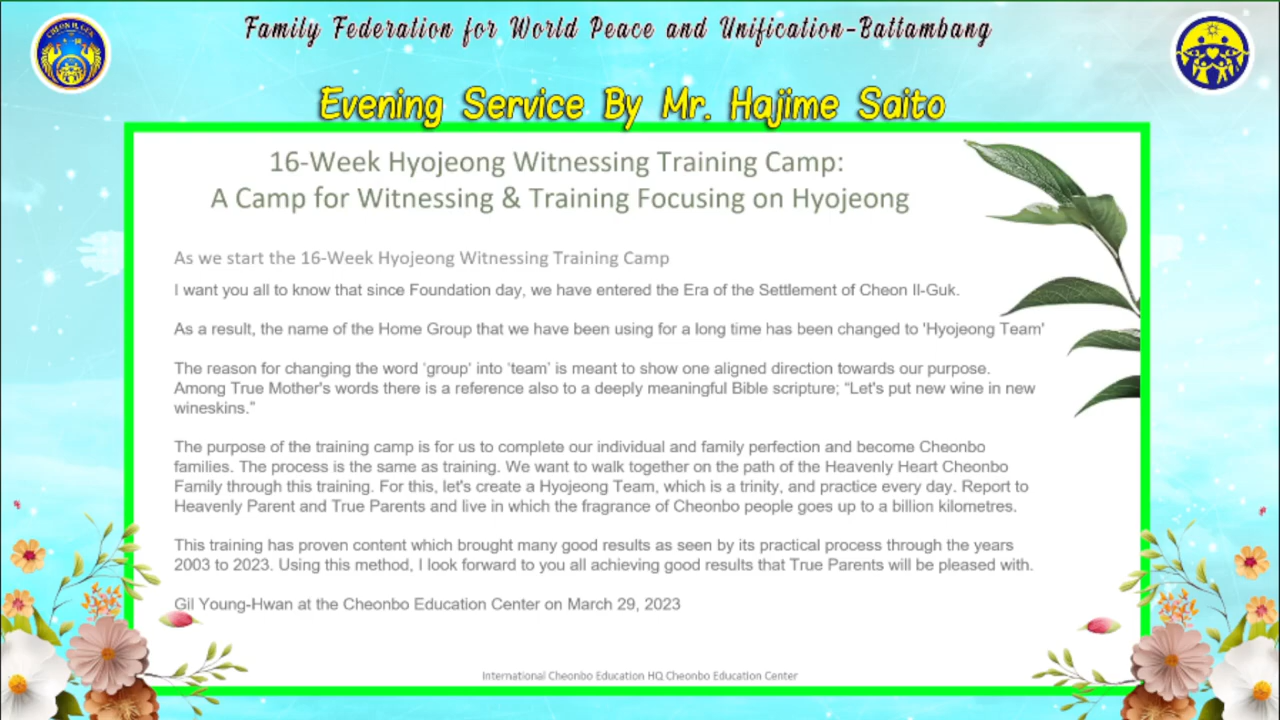 Family Federation for World Peace and Unification-Battambang
Evening Service By Mr. Hajime Saito
16-Week Hyojeong Witnessing Training Camp:
A Camp for Witnessing & Training Focusing on Hyojeong
As we start the 16-Week Hyojeong Witnessing Training Camp
I want you all to know that since Foundation day, we have entered the Era of the Settlement of Cheon Il-Guk.
As a result, the name of the Home Group that we have been using for a long time has been changed to 'Hyojeong Team'
The reason for changing the word ‘group’ into ‘team’ is meant to show one aligned direction towards our purpose.
Among True Mother's words there is a reference also to a deeply meaningful Bible scripture; “Let's put new wine in new
wineskins.”
The purpose of the training camp is for us to complete our individual and family perfection and become Cheonbo
families. The process is the same as training. We want to walk together on the path of the Heavenly Heart Cheonbo
Family through this training. For this, let's create a Hyojeong Team, which is a trinity, and practice every day. Report to
Heavenly Parent and True Parents and live in which the fragrance of Cheonbo people goes up to a billion kilometres.
This training has proven content which brought many good results as seen by its practical process through the years
2003 to 2023. Using this method, I look forward to you all achieving good results that True Parents will be pleased with.
Gil Young-Hwan at the Cheonbo Education Center on March 29, 2023
International Cheonbo Education HQ Cheonbo Education Center